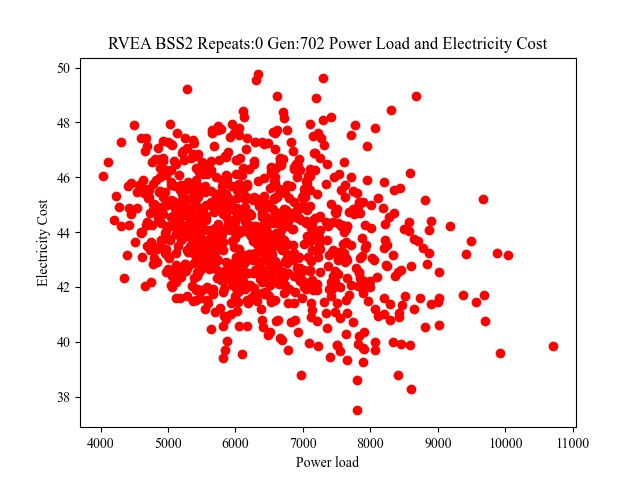 RVEA BSS2 Repeats:0 Gen:702 Power Load and Electricity Cost
50
48
46
44
42
40
38
Electricity Cost
4000 5000 6000 7000 8000 9000 10000 11000
Power load